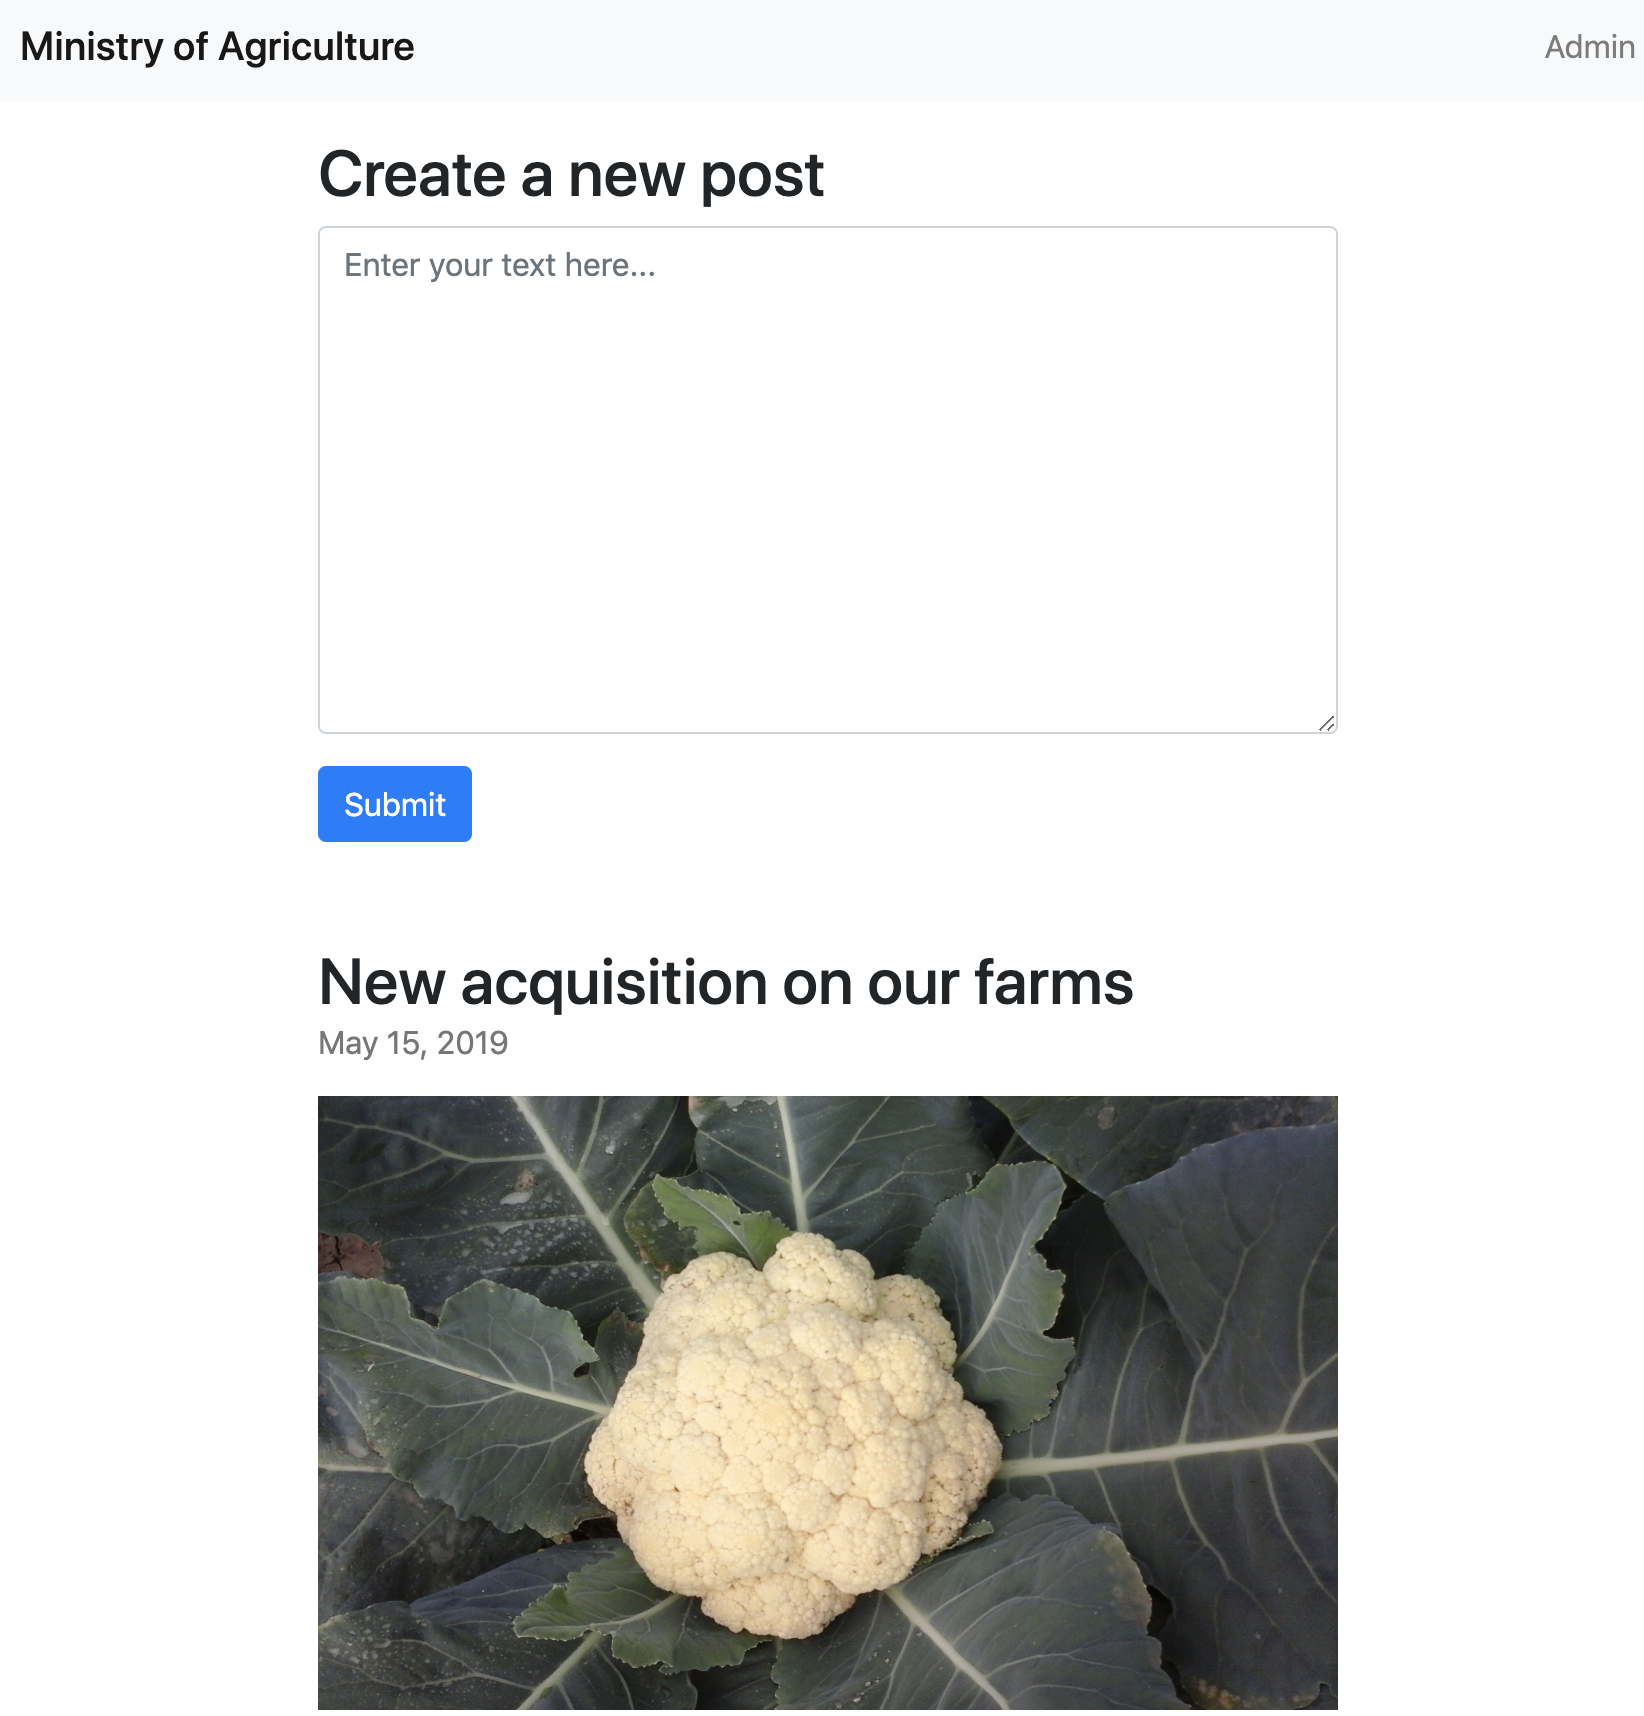 Ministry of Agriculture
Admin
Create a new post
Enter your text here...
Submit
New acquisition on our farms
May 15, 2019